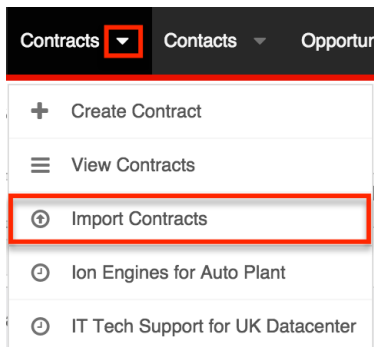 Contracts Contacts Opportur
Create Contract
View Contracts
Import Contracts
Ion Engines for Auto Plant
IT Tech Support for UK Datacenter